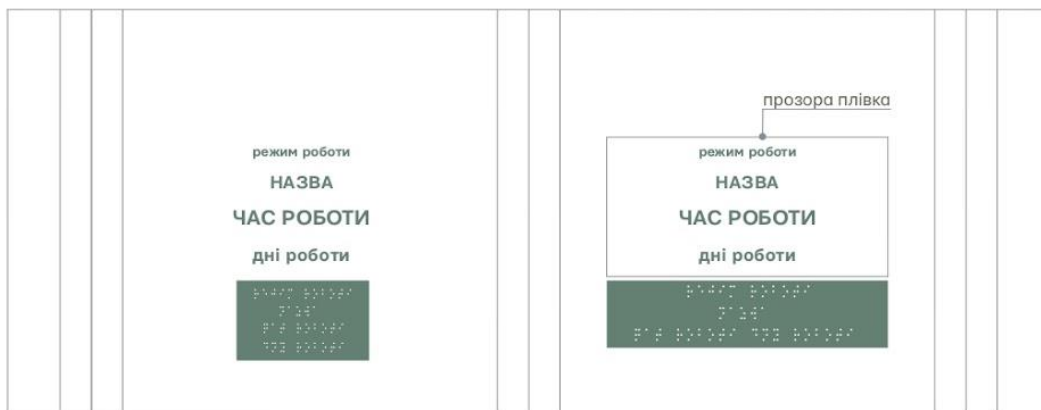 режим роботи
НАЗВА
ЧАС РОБОТИ
дні роботи
прозора плівка
режим роботи
НАЗВА
ЧАС РОБОТИ
дні роботи